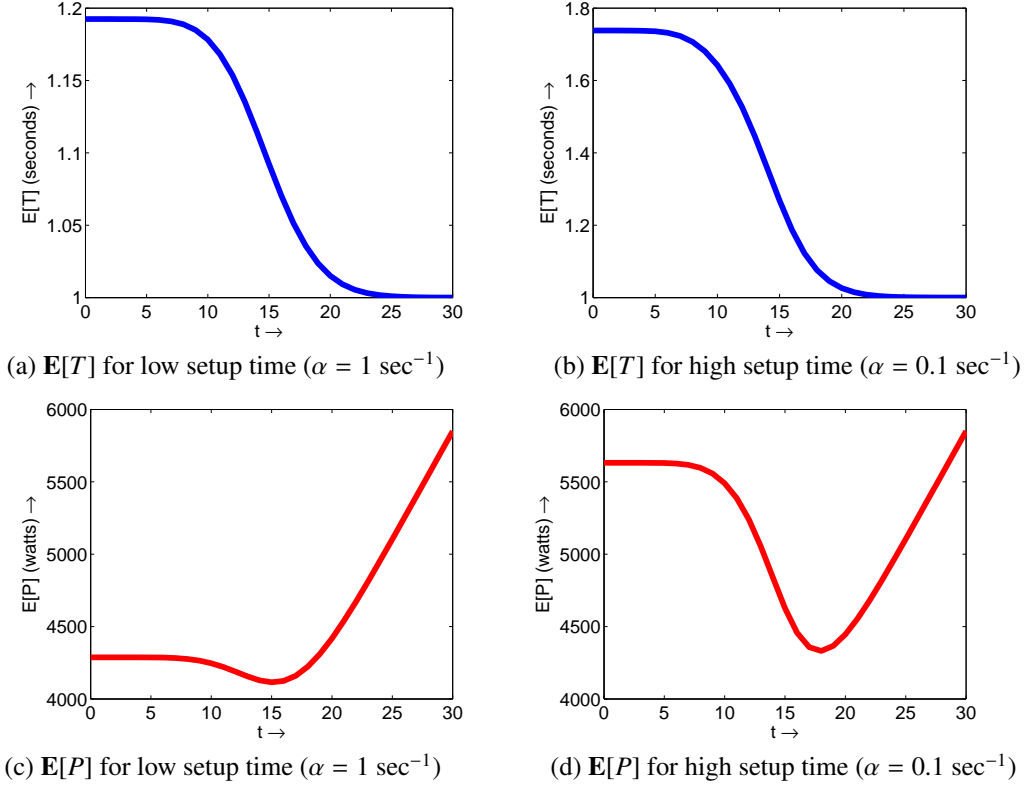 1.2
1.15
1.1
1.05
1
E[T] (seconds) →
0 5 10 15 20 25 30
t →
(a) E[T] for low setup time (α = 1 sec⁻¹)
1.8
1.6
1.4
1.2
1
E[T] (seconds) →
0 5 10 15 20 25 30
t →
(b) E[T] for high setup time (α = 0.1 sec⁻¹)
6000
5500
5000
4500
4000
E[P] (watts) →
0 5 10 15 20 25 30
t →
(c) E[P] for low setup time (α = 1 sec⁻¹)
6000
5500
5000
4500
4000
E[P] (watts) →
0 5 10 15 20 25 30
t →
(d) E[P] for high setup time (α = 0.1 sec⁻¹)